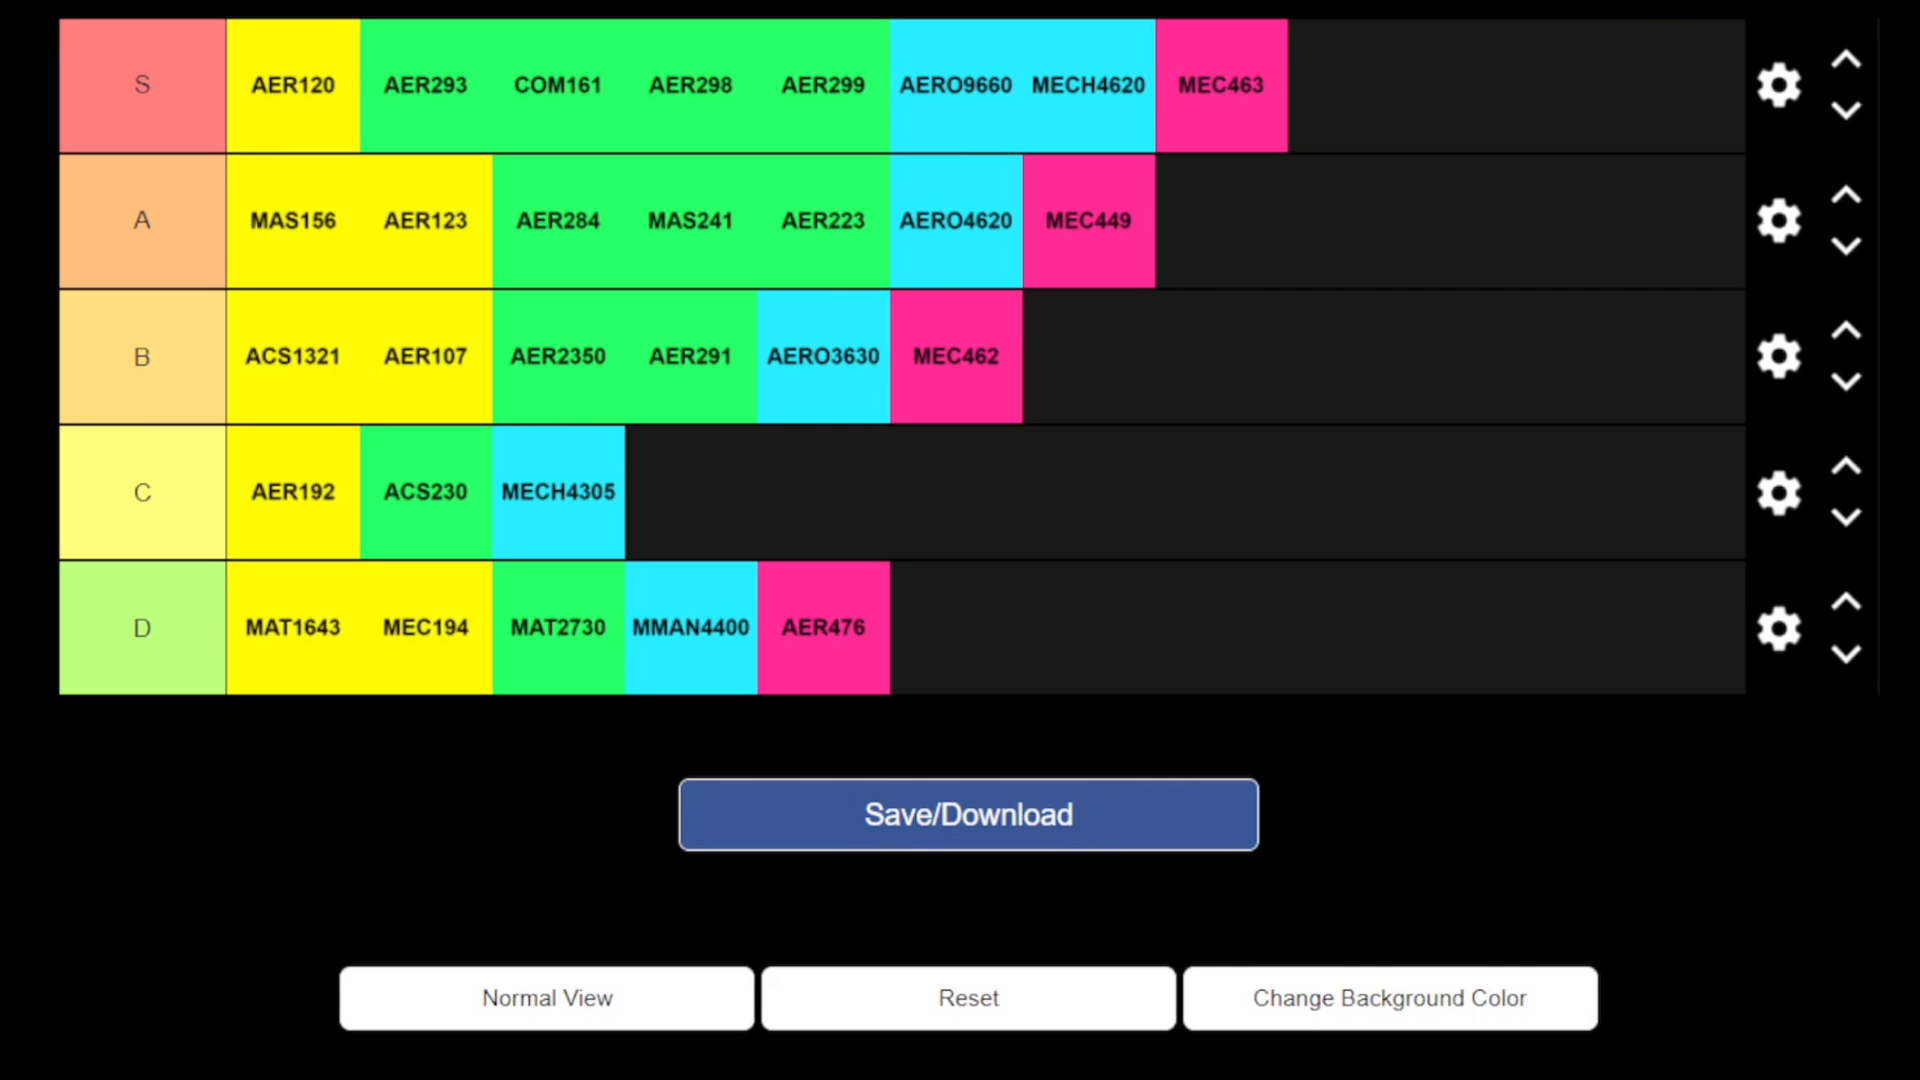 S AER120 AER293 COM161 AER298 AER299 AERO9660 MECH4620 MEC463
A MAS156 AER123 AER284 MAS241 AER223 AERO4620 MEC449
B ACS1321 AER107 AER2350 AER291 AERO3630 MEC462
C AER192 ACS230 MECH4305
D MAT1643 MEC194 MAT2730 MMAN4400 AER476
Save/Download
Normal View Reset Change Background Color